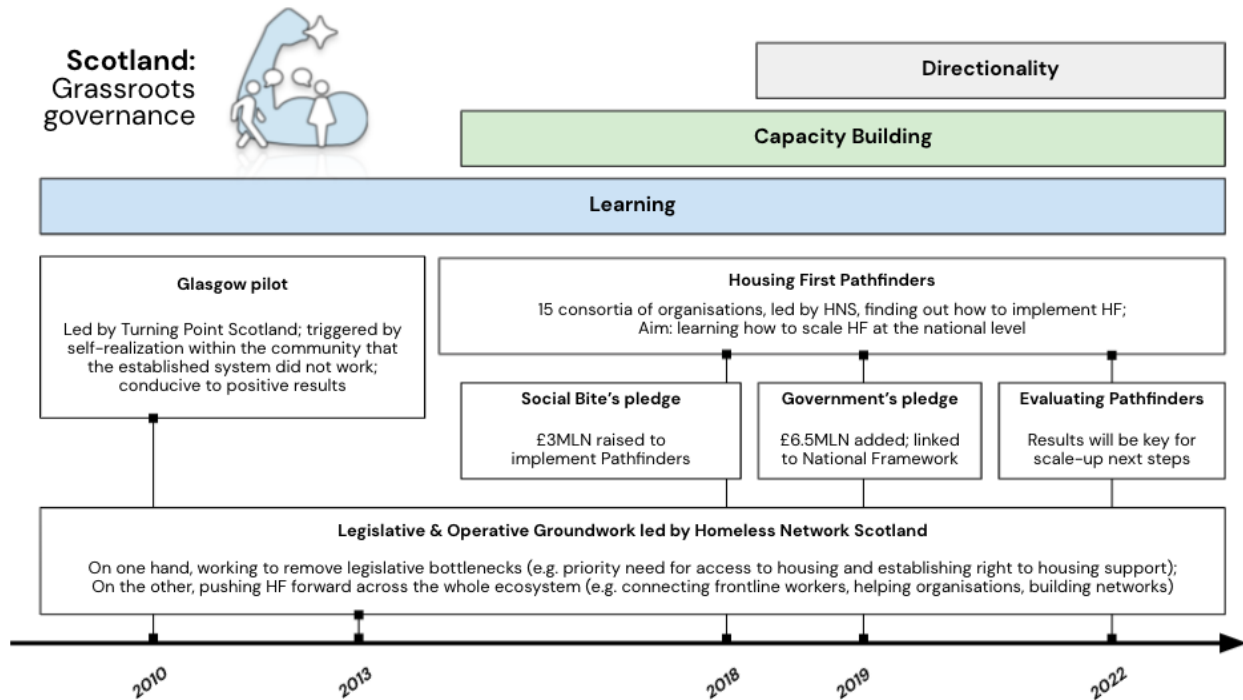 Scotland:
Grassroots
governance
Directionality
Capacity Building
Learning
Glasgow pilot
Led by Turning Point Scotland; triggered by
self-realization within the community that
the established system did not work;
conducive to positive results
Housing First Pathfinders
15 consortia of organisations, led by HNS, finding out how to implement HF;
Aim: learning how to scale HF at the national level
Social Bite's pledge
£3MLN raised to
implement Pathfinders
Government's pledge
£6.5MLN added; linked
to National Framework
Evaluating Pathfinders
Results will be key for
scale-up next steps
Legislative & Operative Groundwork led by Homeless Network Scotland
On one hand, working to remove legislative bottlenecks (e.g. priority need for access to housing and establishing right to housing support);
On the other, pushing HF forward across the whole ecosystem (e.g. connecting frontline workers, helping organisations, building networks)
2010
2013
2018
2019
2022